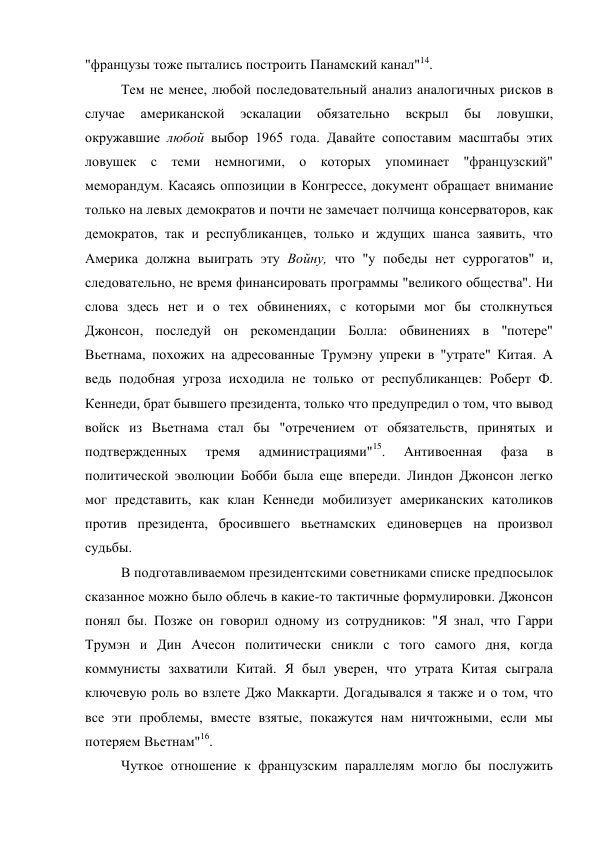 "французы тоже пытались построить Панамский канал"14.
Тем не менее, любой последовательный анализ аналогичных рисков в
случае американской эскалации обязательно вскрыл бы ловушки,
окружавшие любой выбор 1965 года. Давайте сопоставим масштабы этих
ловушек с теми немногими, о которых упоминает "французский"
меморандум. Касаясь оппозиции в Конгрессе, документ обращает внимание
только на левых демократов и почти не замечает полчища консерваторов, как
демократов, так и республиканцев, только и ждущих шанса заявить, что
Америка должна выиграть эту Войну, что "у победы нет суррогатов" и,
следовательно, не время финансировать программы "великого общества". Ни
слова здесь нет и о тех обвинениях, с которыми мог бы столкнуться
Джонсон, последуй он рекомендации Болла: обвинениях в "потере"
Вьетнама, похожих на адресованные Трумэну упреки в "утрате" Китая. А
ведь подобная угроза исходила не только от республиканцев: Роберт Ф.
Кеннеди, брат бывшего президента, только что предупредил о том, что вывод
войск из Вьетнама стал бы "отречением от обязательств, принятых и
подтвержденных тремя администрациями"15. Антивоенная фаза в
политической эволюции Бобби была еще впереди. Линдон Джонсон легко
мог представить, как клан Кеннеди мобилизует американских католиков
против президента, бросившего вьетнамских единоверцев на произвол
судьбы.
В подготавливаемом президентскими советниками списке предпосылок
сказанное можно было облечь в какие-то тактичные формулировки. Джонсон
понял бы. Позже он говорил одному из сотрудников: "Я знал, что Гарри
Трумэн и Дин Ачесон политически сникли с того самого дня, когда
коммунисты захватили Китай. Я был уверен, что утрата Китая сыграла
ключевую роль во взлете Джо Маккарти. Догадывался я также и о том, что
все эти проблемы, вместе взятые, покажутся нам ничтожными, если мы
потеряем Вьетнам"16.
Чуткое отношение к французским параллелям могло бы послужить